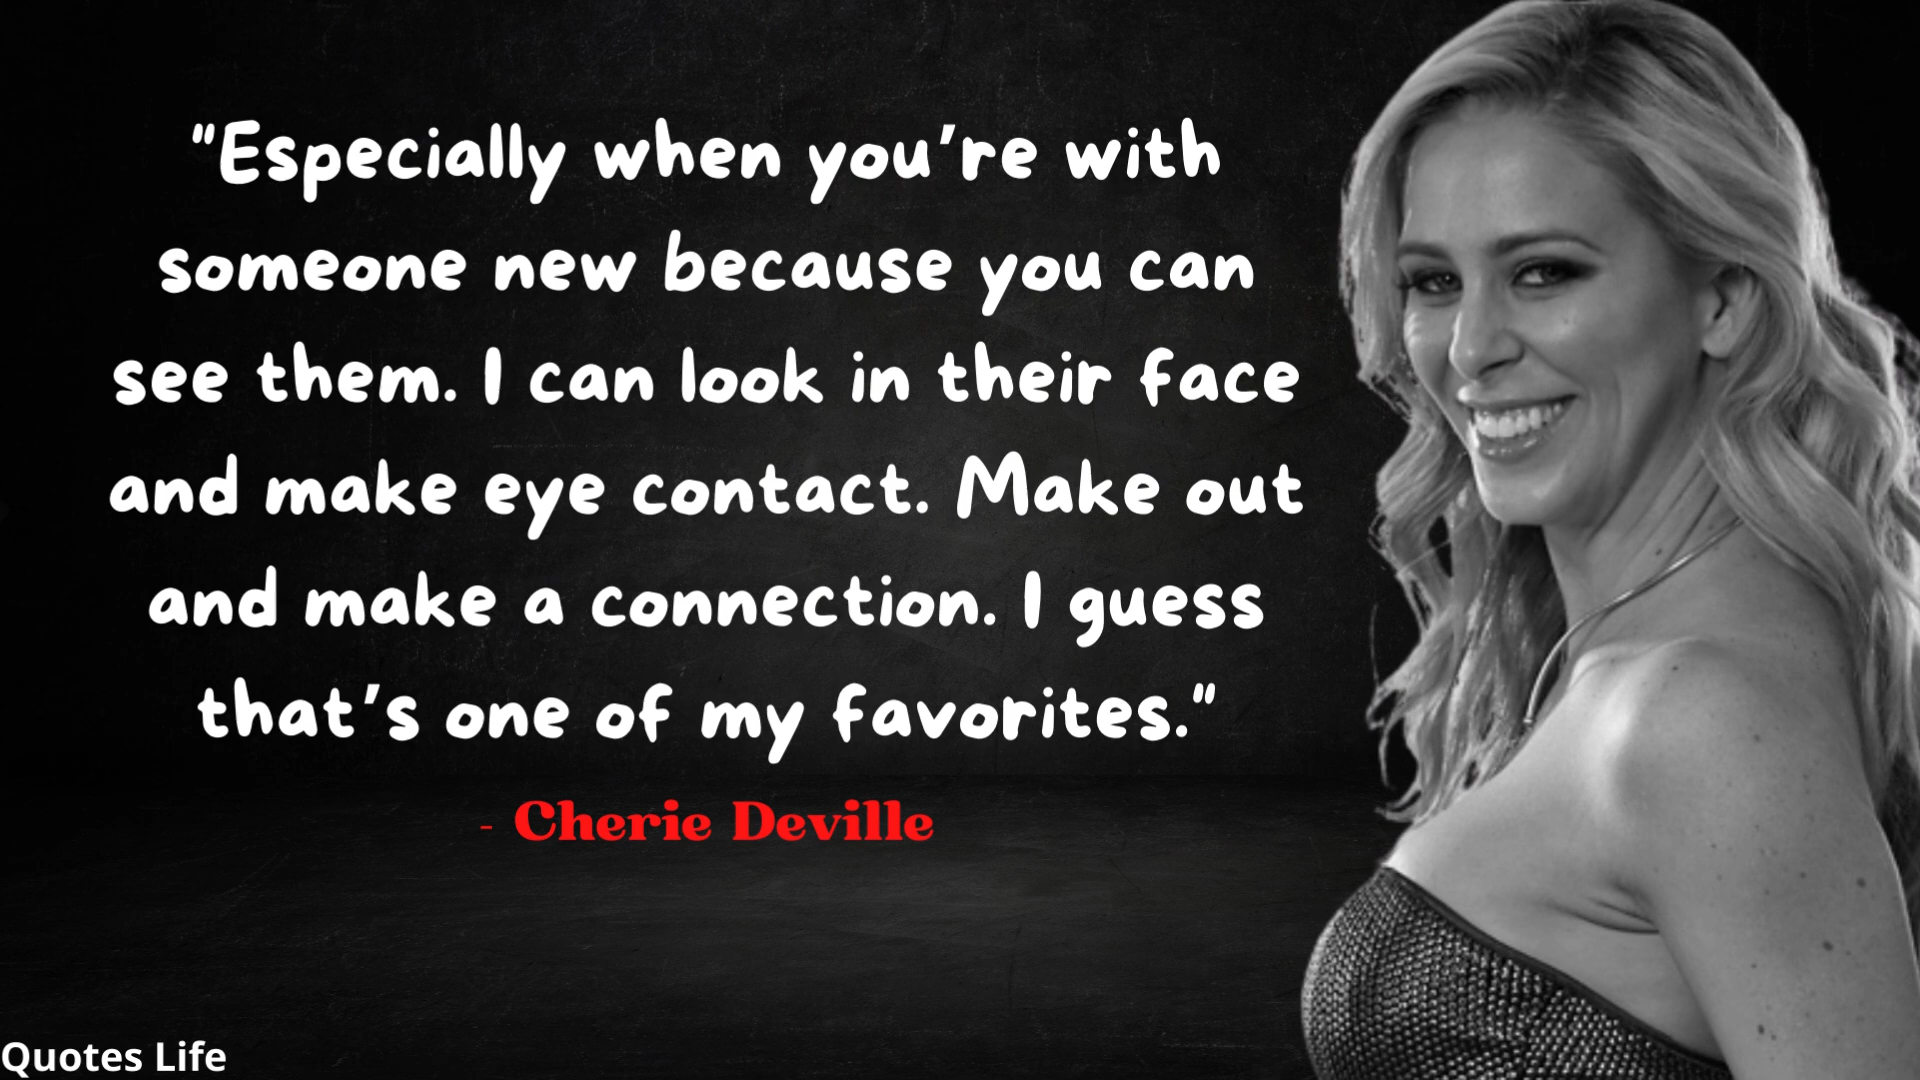 "Especially when you're with
someone new because you can
see them. I can look in their face
and make eye contact. Make out
and make a connection. I guess
that's one of my favorites."
- Cherie Deville
Quotes Life